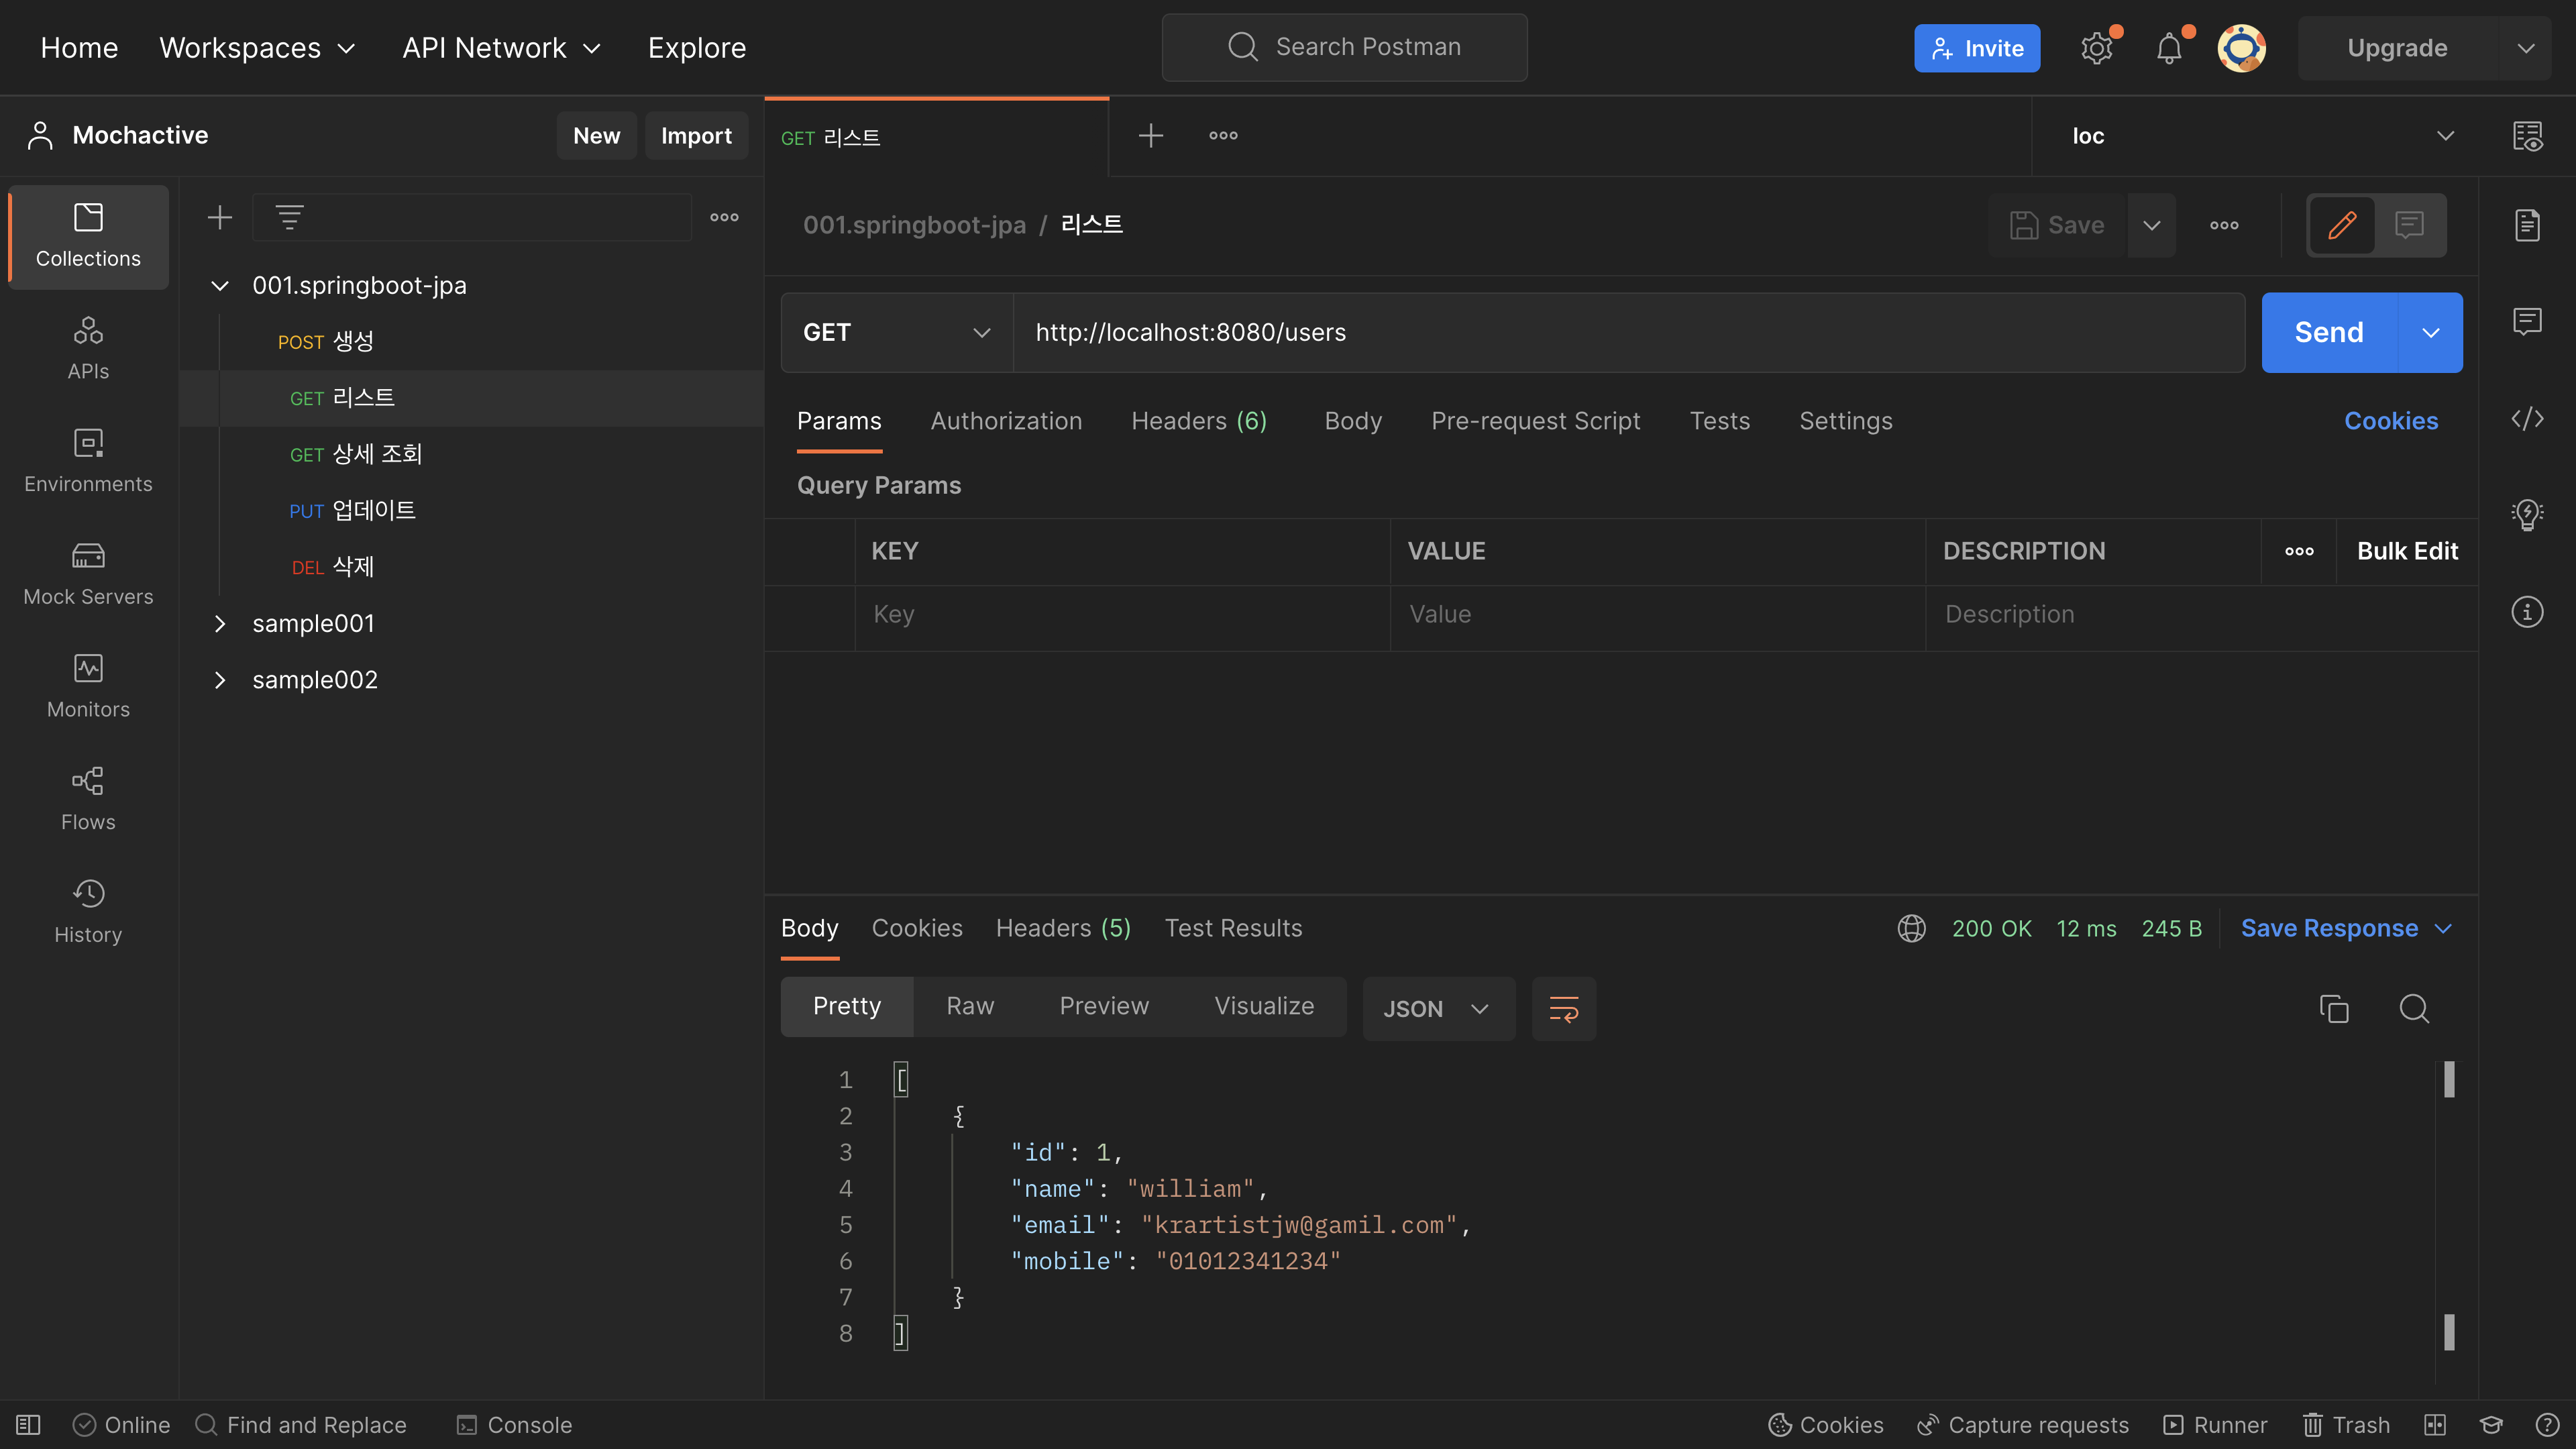 Home Workspaces API Network Explore Search Postman Invite Upgrade
Mochactive New Import GET 리스트 loc
Collections
APIs
Environments
Mock Servers
Monitors
Flows
History
001.springboot-jpa
POST 생성
GET 리스트
GET 상세 조회
PUT 업데이트
DEL 삭제
sample001
sample002
001.springboot-jpa / 리스트 Save
GET http://localhost:8080/users Send
Params Authorization Headers (6) Body Pre-request Script Tests Settings Cookies
Query Params
KEY VALUE DESCRIPTION Bulk Edit
Key Value Description
Body Cookies Headers (5) Test Results 200 OK 12 ms 245 B Save Response
Pretty Raw Preview Visualize JSON
1 [
2 {
3 "id": 1,
4 "name": "william",
5 "email": "krartistjw@gamil.com",
6 "mobile": "01012341234"
7 }
8 ]
Online Find and Replace Console Cookies Capture requests Runner Trash